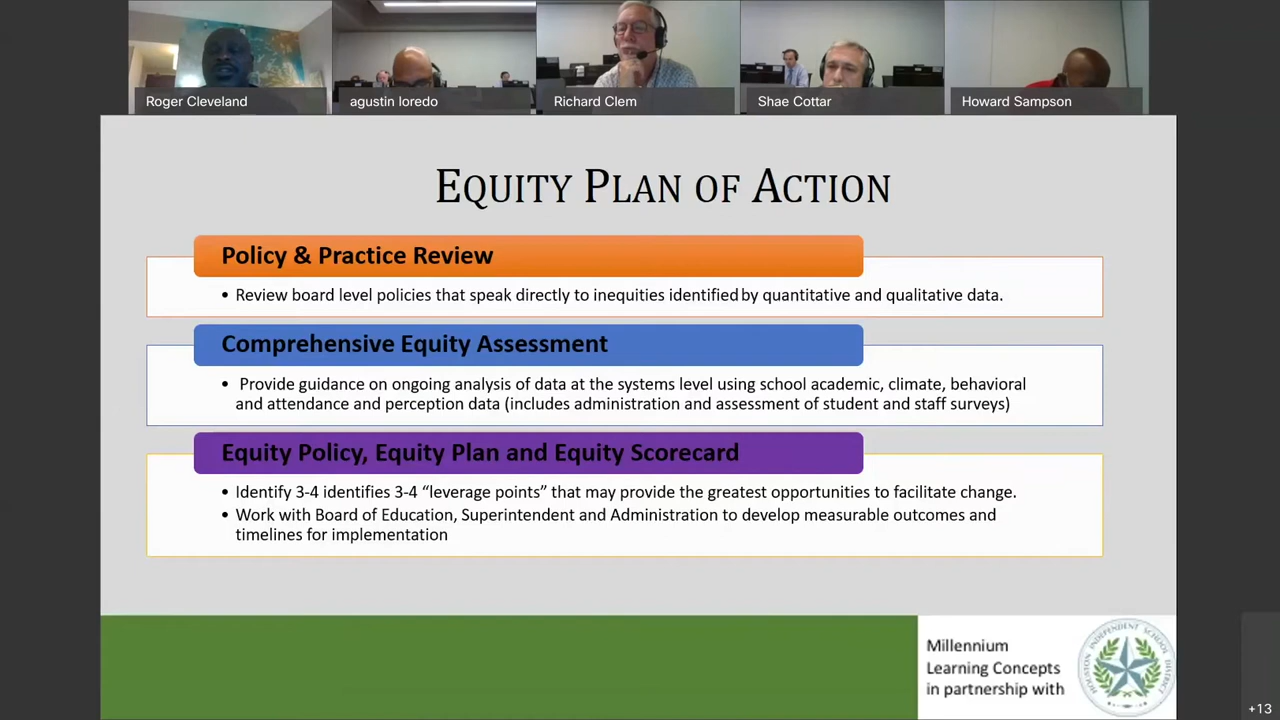 Roger Cleveland
agustin loredo
Richard Clem
Shae Cottar
Howard Sampson
EQUITY PLAN OF ACTION
Policy & Practice Review
• Review board level policies that speak directly to inequities identified by quantitative and qualitative data.
Comprehensive Equity Assessment
• Provide guidance on ongoing analysis of data at the systems level using school academic, climate, behavioral
and attendance and perception data (includes administration and assessment of student and staff surveys)
Equity Policy, Equity Plan and Equity Scorecard
• Identify 3-4 identifies 3-4 “leverage points” that may provide the greatest opportunities to facilitate change.
• Work with Board of Education, Superintendent and Administration to develop measurable outcomes and
timelines for implementation
Millennium
Learning Concepts
in partnership with
HOUSTON INDEPENDENT SCHOOL DISTRICT
+13